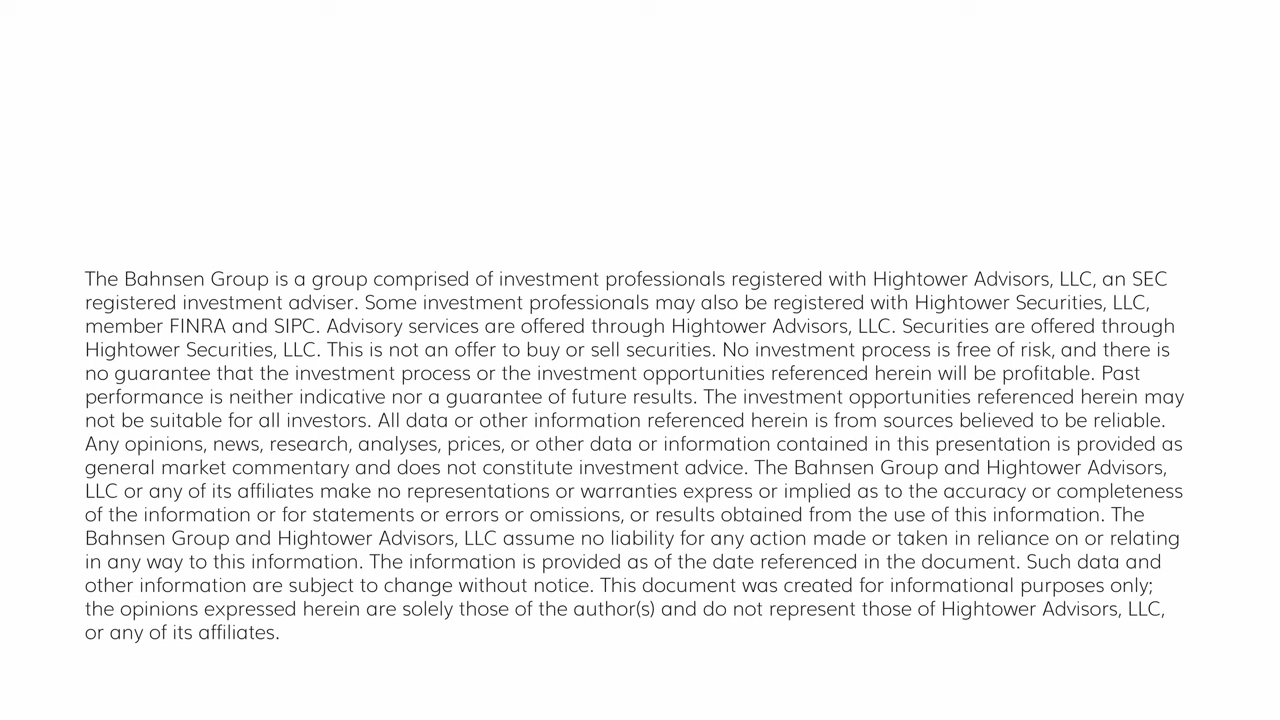 The Bahnsen Group is a group comprised of investment professionals registered with Hightower Advisors, LLC, an SEC
registered investment adviser. Some investment professionals may also be registered with Hightower Securities, LLC,
member FINRA and SIPC. Advisory services are offered through Hightower Advisors, LLC. Securities are offered through
Hightower Securities, LLC. This is not an offer to buy or sell securities. No investment process is free of risk, and there is
no guarantee that the investment process or the investment opportunities referenced herein will be profitable. Past
performance is neither indicative nor a guarantee of future results. The investment opportunities referenced herein may
not be suitable for all investors. All data or other information referenced herein is from sources believed to be reliable.
Any opinions, news, research, analyses, prices, or other data or information contained in this presentation is provided as
general market commentary and does not constitute investment advice. The Bahnsen Group and Hightower Advisors,
LLC or any of its affiliates make no representations or warranties express or implied as to the accuracy or completeness
of the information or for statements or errors or omissions, or results obtained from the use of this information. The
Bahnsen Group and Hightower Advisors, LLC assume no liability for any action made or taken in reliance on or relating
in any way to this information. The information is provided as of the date referenced in the document. Such data and
other information are subject to change without notice. This document was created for informational purposes only;
the opinions expressed herein are solely those of the author(s) and do not represent those of Hightower Advisors, LLC,
or any of its affiliates.